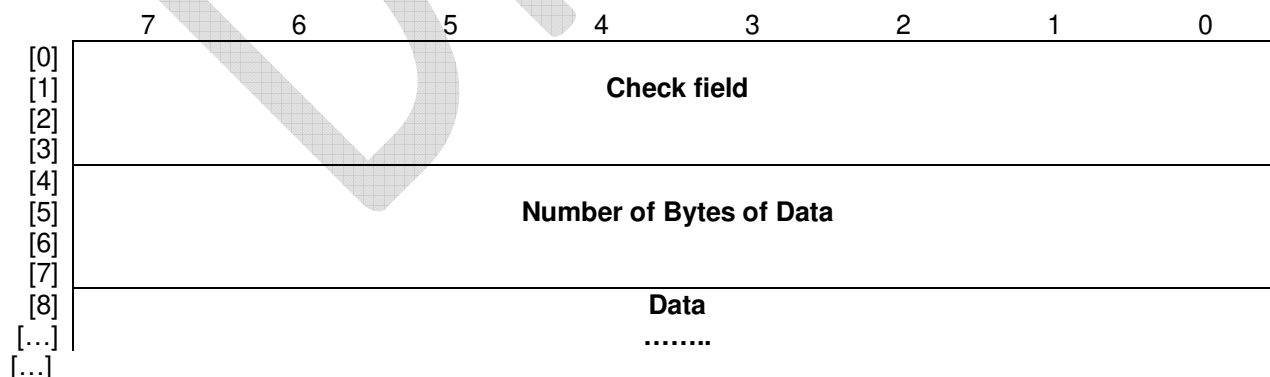 7 6 5 4 3 2 1 0
[0]
[1] Check field
[2]
[3]
[4]
[5] Number of Bytes of Data
[6]
[7]
[8] Data
[…] ……..
[…]